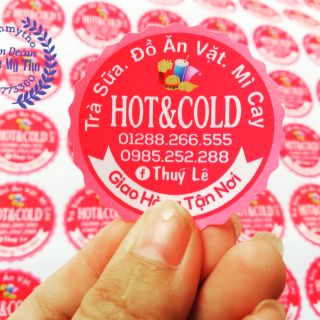 Trà Sữa. Đồ Ăn Vặt. Mì Cay
HOT&COLD
01288.266.555
0985.252.288
Thuý Lê
Giao Hàng Tận Nơi